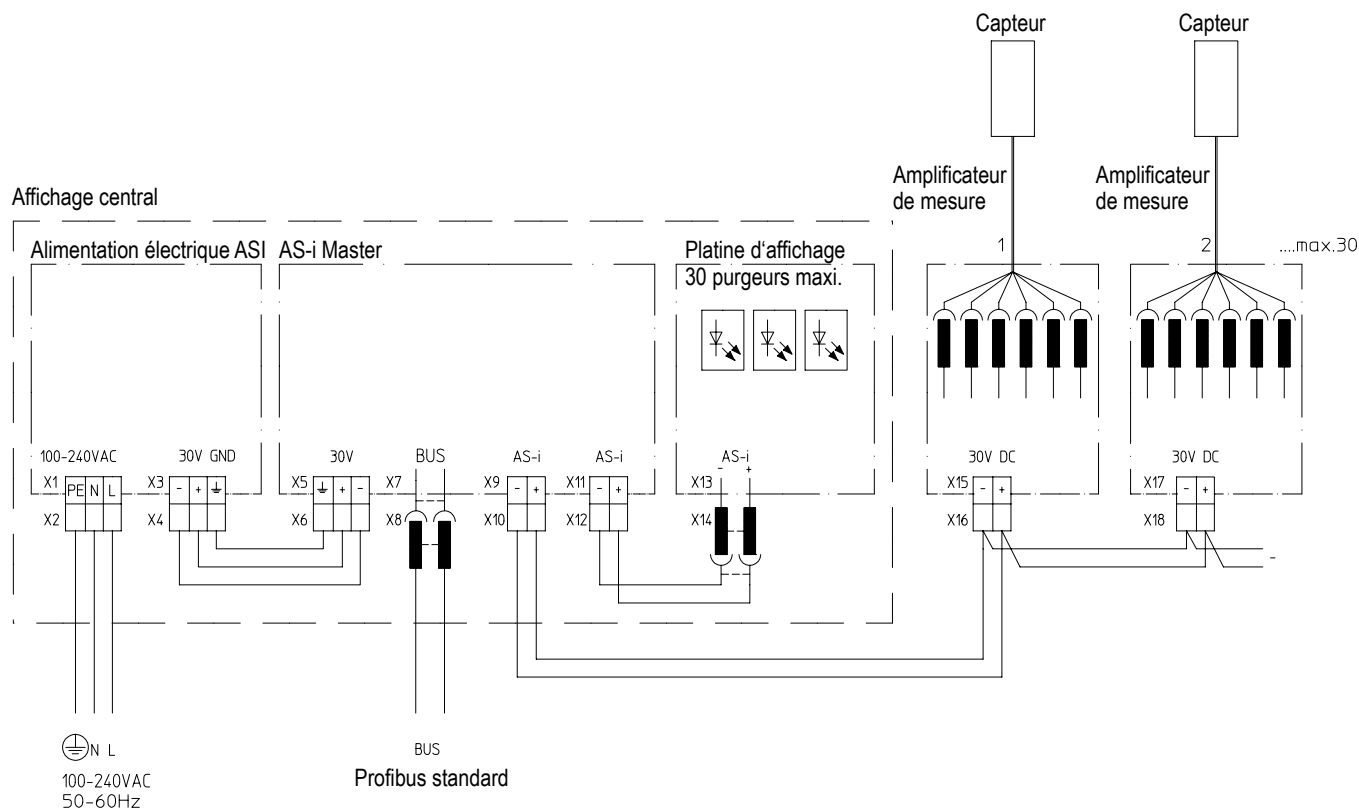 Capteur
Capteur
Amplificateur
de mesure
Amplificateur
de mesure
Affichage central
Alimentation électrique ASI
AS-i Master
Platine d‘affichage
30 purgeurs maxi.
1
2
....max.30
100-240VAC
30V GND
30V
BUS
AS-i
AS-i
AS-i
30V DC
30V DC
X1
PE N L
X3
- +
X5
+ -
X7
X9
- +
X11
- +
X13
- +
X15
- +
X17
- +
X2
X4
X6
X8
X10
X12
X14
X16
X18
-
N L
100-240VAC
50-60Hz
BUS
Profibus standard